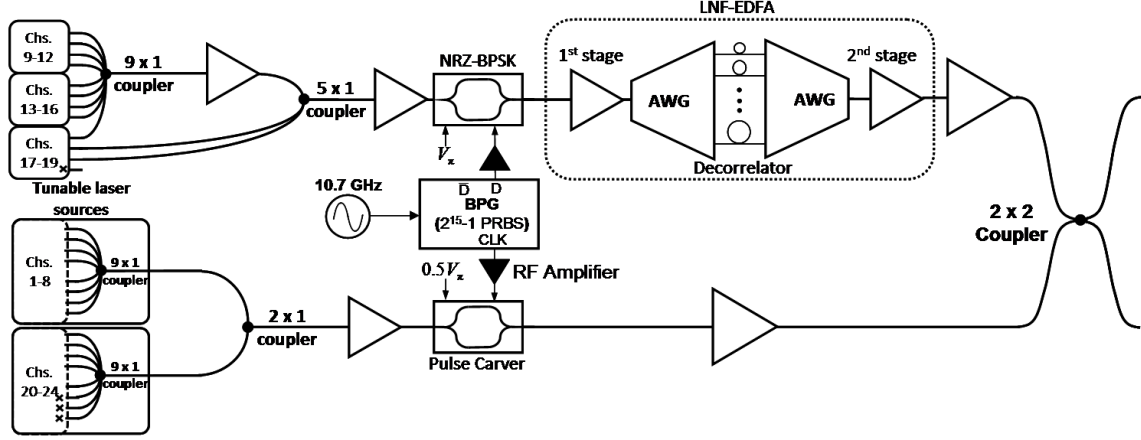 LNF-EDFA
Chs.
9-12
9 x 1
coupler
NRZ-BPSK
1st stage
2nd stage
5 x 1
coupler
AWG
AWG
Chs.
13-16
Chs.
17-19
Vπ
Decorrelator
Tunable laser
sources
10.7 GHz
D̅ D
BPG
(2¹⁵-1 PRBS)
CLK
2 x 2
Coupler
Chs.
1-8
9 x 1
coupler
0.5Vπ
RF Amplifier
2 x 1
coupler
Pulse Carver
Chs.
20-24
9 x 1
coupler